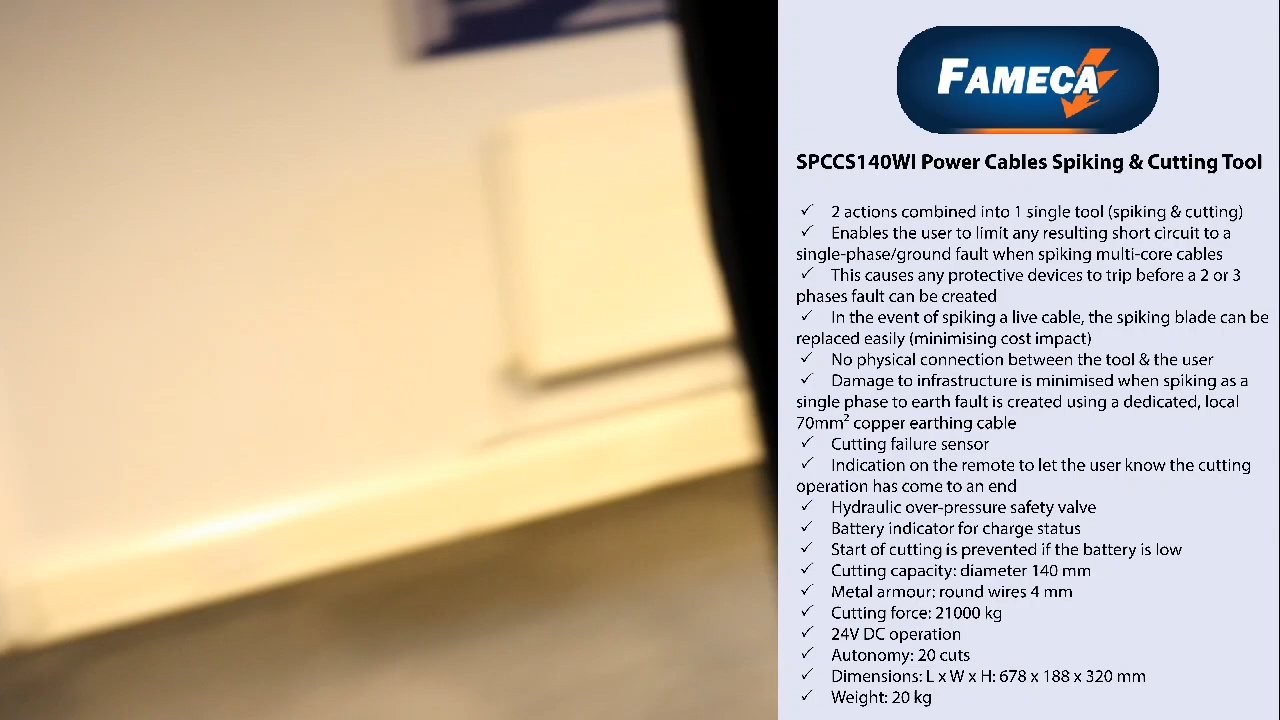 FAMECA
SPCCS140WI Power Cables Spiking & Cutting Tool
✓ 2 actions combined into 1 single tool (spiking & cutting)
✓ Enables the user to limit any resulting short circuit to a
single-phase/ground fault when spiking multi-core cables
✓ This causes any protective devices to trip before a 2 or 3
phases fault can be created
✓ In the event of spiking a live cable, the spiking blade can be
replaced easily (minimising cost impact)
✓ No physical connection between the tool & the user
✓ Damage to infrastructure is minimised when spiking as a
single phase to earth fault is created using a dedicated, local
70mm² copper earthing cable
✓ Cutting failure sensor
✓ Indication on the remote to let the user know the cutting
operation has come to an end
✓ Hydraulic over-pressure safety valve
✓ Battery indicator for charge status
✓ Start of cutting is prevented if the battery is low
✓ Cutting capacity: diameter 140 mm
✓ Metal armour: round wires 4 mm
✓ Cutting force: 21000 kg
✓ 24V DC operation
✓ Autonomy: 20 cuts
✓ Dimensions: L x W x H: 678 x 188 x 320 mm
✓ Weight: 20 kg